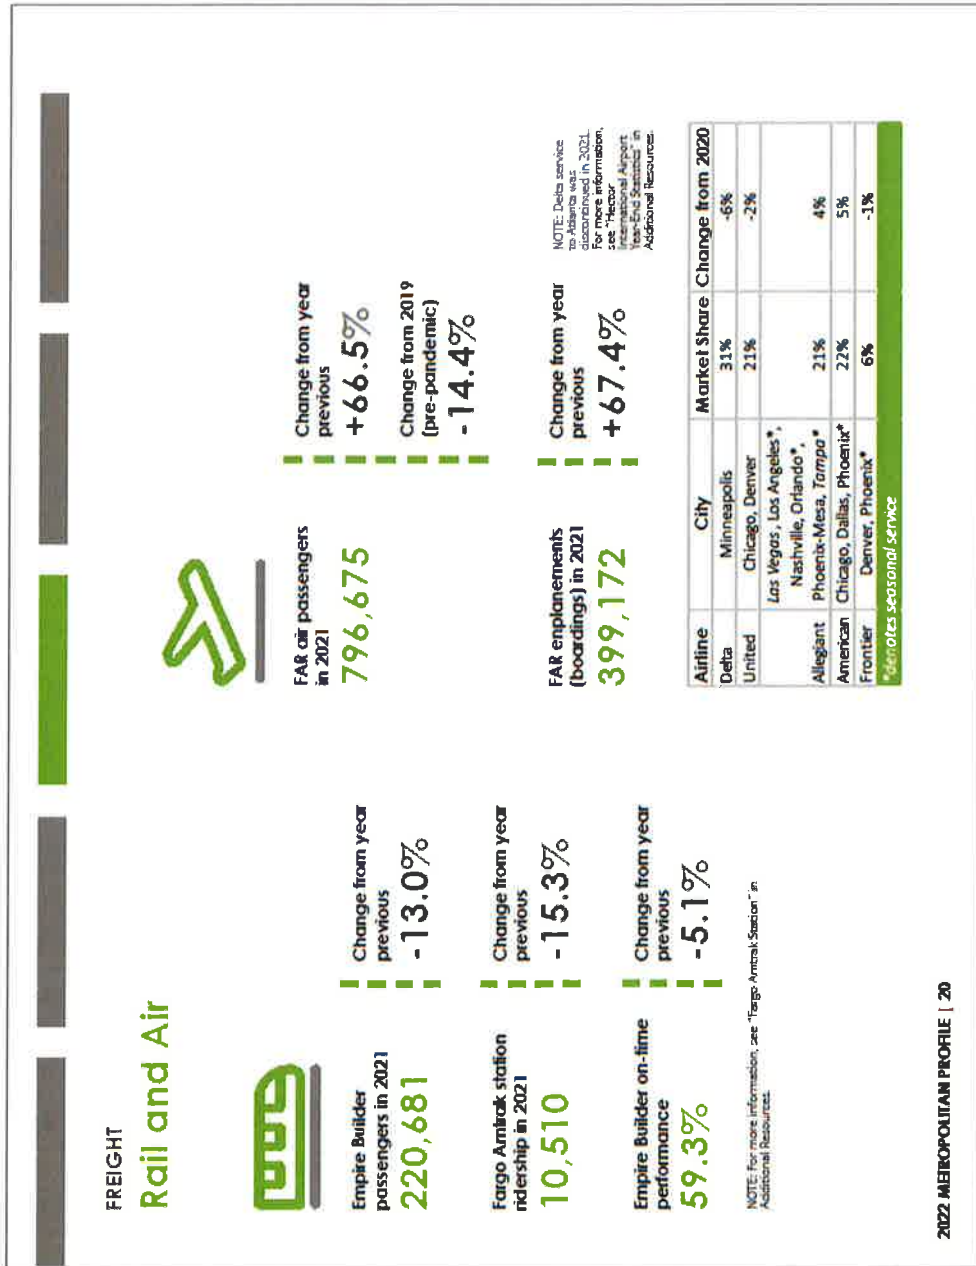 FREIGHT
Rail and Air
Empire Builder
passengers in 2021
220,681
Change from year
previous
-13.0%
Fargo Amtrak station
ridership in 2021
10,510
Change from year
previous
-15.3%
Empire Builder on-time
performance
59.3%
Change from year
previous
-5.1%
NOTE: For more information, see "Fargo Amtrak Station" in
Additional Resources.
FAR air passengers
in 2021
796,675
Change from year
previous
+66.5%
Change from 2019
(pre-pandemic)
-14.4%
FAR enplanements
(boardings) in 2021
399,172
Change from year
previous
+67.4%
NOTE: Delta service
to Atlanta was
discontinued in 2021.
For more information,
see "Hector
International Airport
Year-End Statistics" in
Additional Resources.
Airline City Market Share Change from 2020
Delta Minneapolis 31% -6%
United Chicago, Denver 21% -2%
Las Vegas, Los Angeles*,
Nashville, Orlando*,
Allegiant Phoenix-Mesa, Tampa* 21% 4%
American Chicago, Dallas, Phoenix* 22% 5%
Frontier Denver, Phoenix* 6% -1%
*denotes seasonal service
2022 METROPOLITAN PROFILE | 20